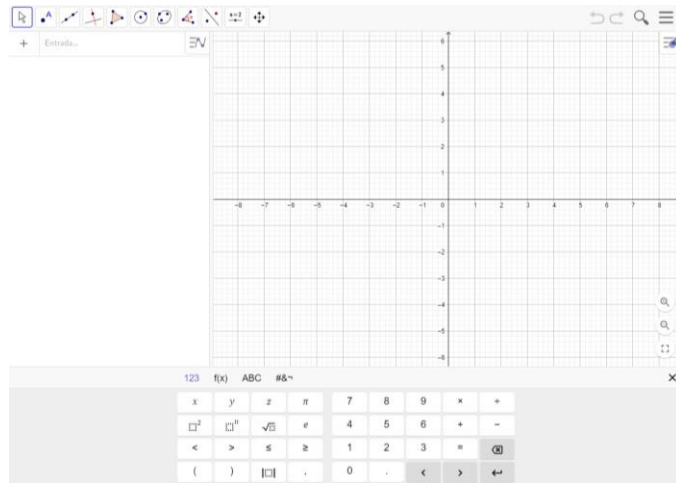 A
a=2
+ Entrada...
6
5
4
3
2
1
-8 -7 -6 -5 -4 -3 -2 -1 0 1 2 3 4 5 6 7 8
-1
-2
-3
-4
-5
-6
123 f(x) ABC #&¬
x y z π 7 8 9 × ÷
□² □ⁿ √□ e 4 5 6 + −
< > ≤ ≥ 1 2 3 =
( ) |□| , 0 . < >